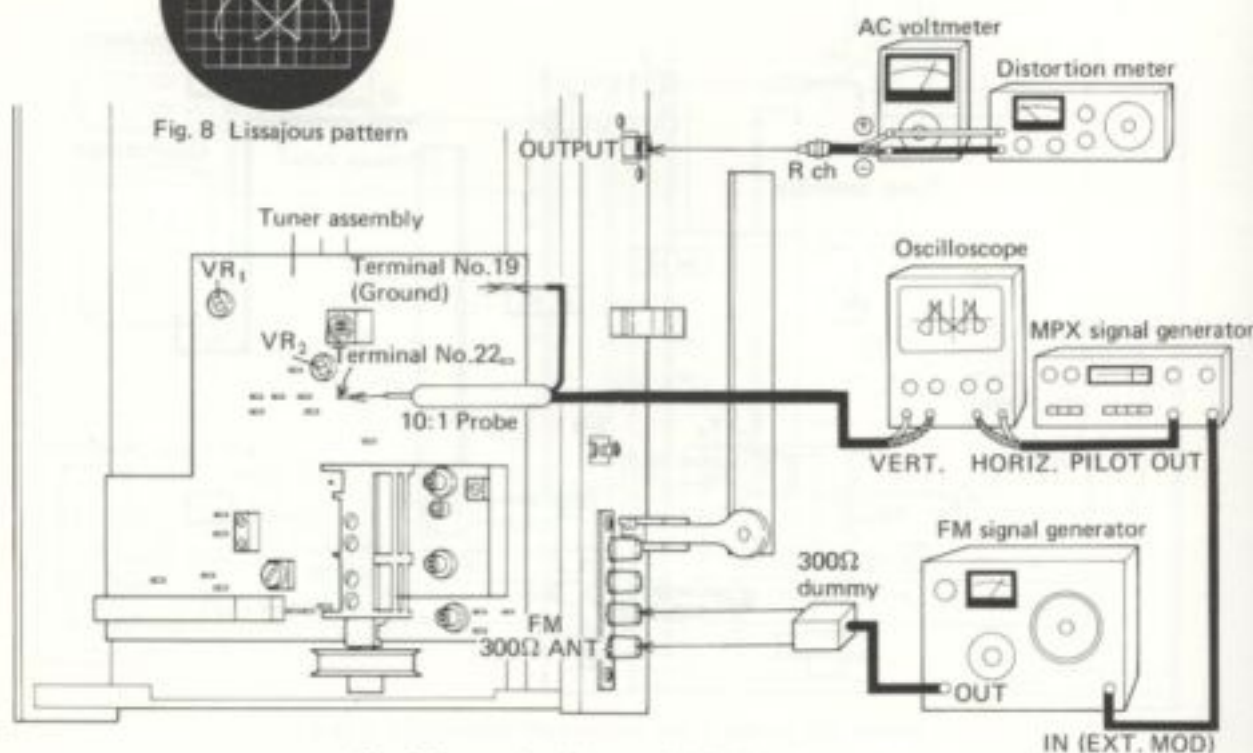 Fig. 8 Lissajous pattern
AC voltmeter
Distortion meter
OUTPUT
⊕
R ch
⊖
Tuner assembly
VR₁
Terminal No.19
(Ground)
VR₂
Terminal No.22
10:1 Probe
Oscilloscope
MPX signal generator
VERT. HORIZ. PILOT OUT
FM signal generator
300Ω
dummy
FM
300Ω ANT
OUT
IN (EXT. MOD)